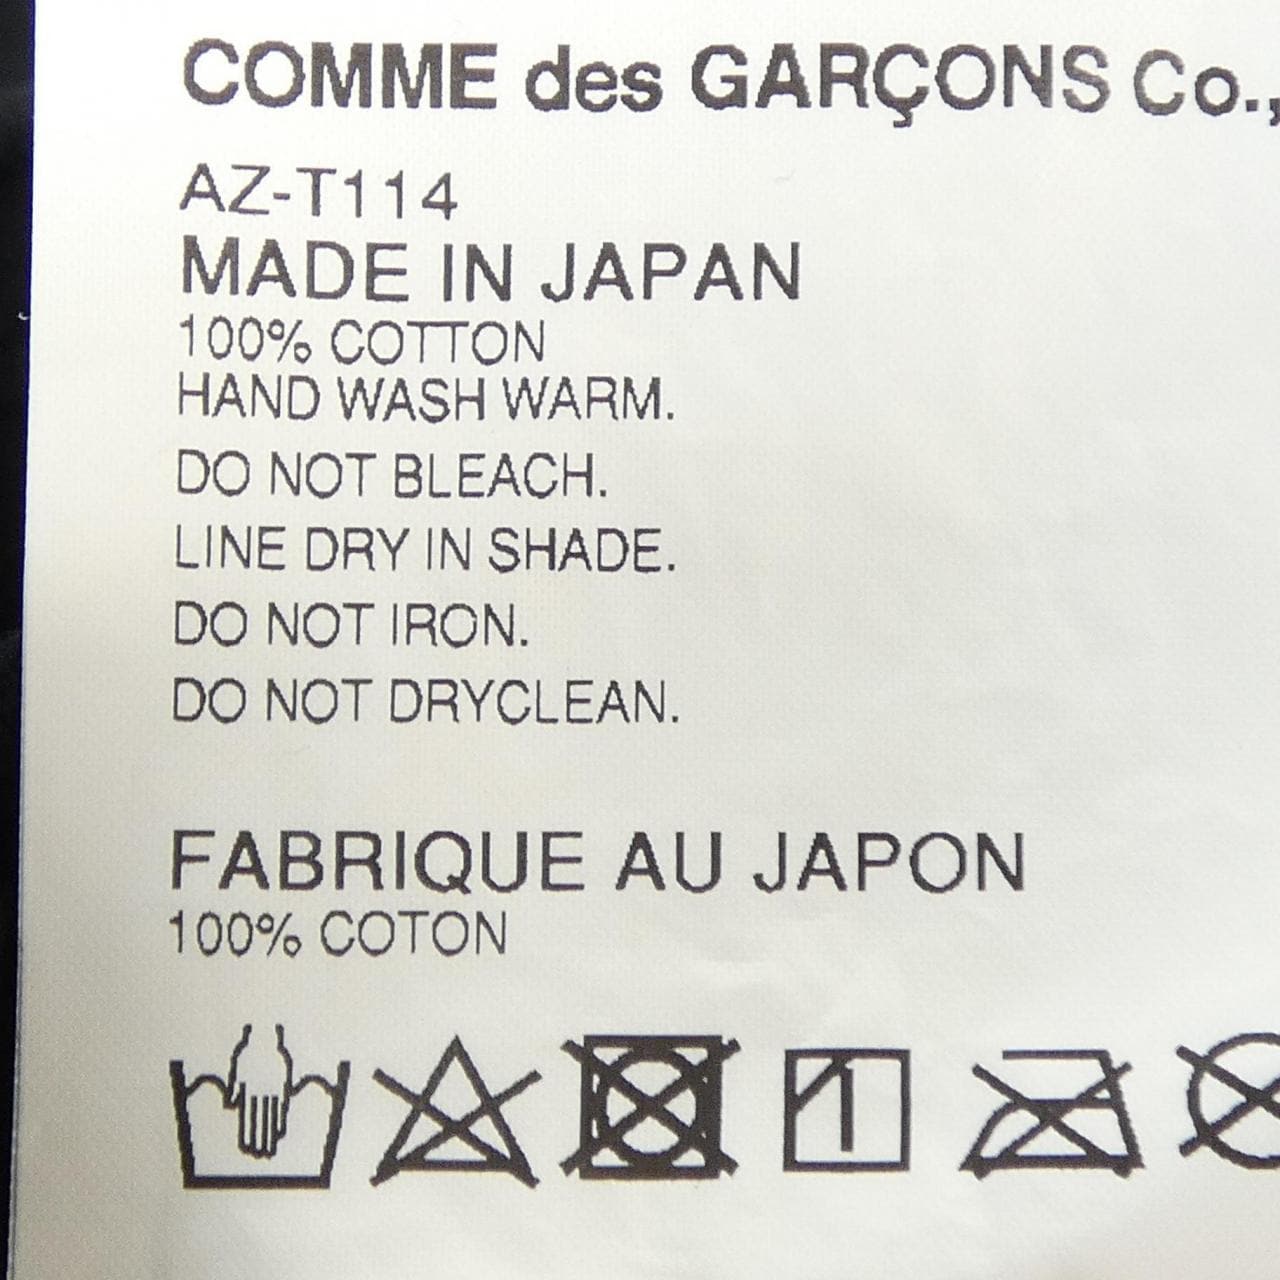 COMME des GARÇONS Co.,
AZ-T114
MADE IN JAPAN
100% COTTON
HAND WASH WARM.
DO NOT BLEACH.
LINE DRY IN SHADE.
DO NOT IRON.
DO NOT DRYCLEAN.
FABRIQUE AU JAPON
100% COTON